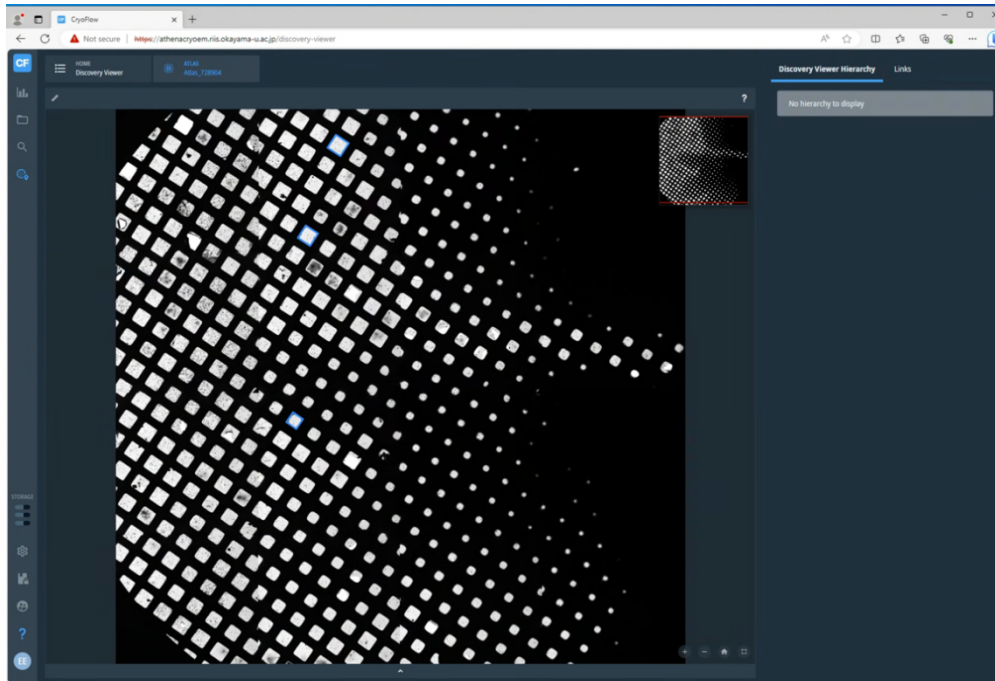 CryoFlow
Not secure | https://athenacryoem.riis.okayama-u.ac.jp/discovery-viewer
CF
HOME
Discovery Viewer
ATLAS
Atlas_728904
Discovery Viewer Hierarchy
Links
No hierarchy to display
?
STORAGE
?
EE